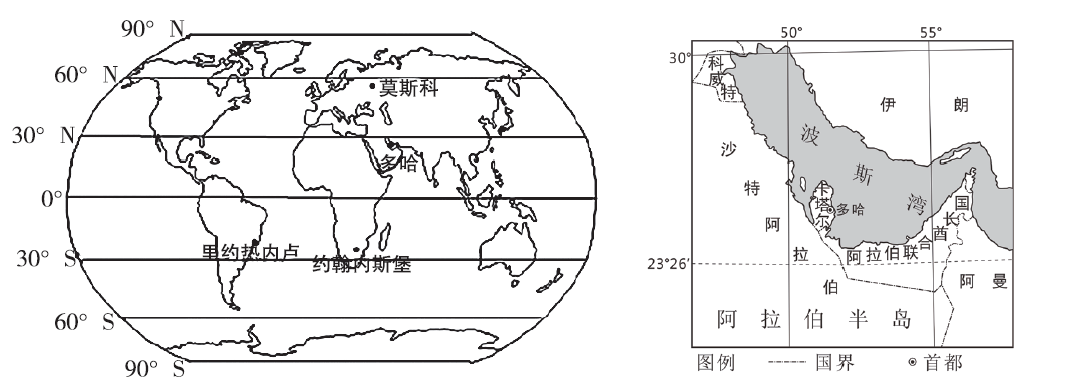 90° N
60° N
莫斯科
30° N
多哈
0°
里约热内卢
约翰内斯堡
30° S
60° S
90° S
50° 55°
30°
科威特
伊朗
波斯湾
沙特阿拉伯
卡塔尔
多哈
阿拉伯联合酋长国
23°26′
阿曼
阿拉伯半岛
图例 国界 首都